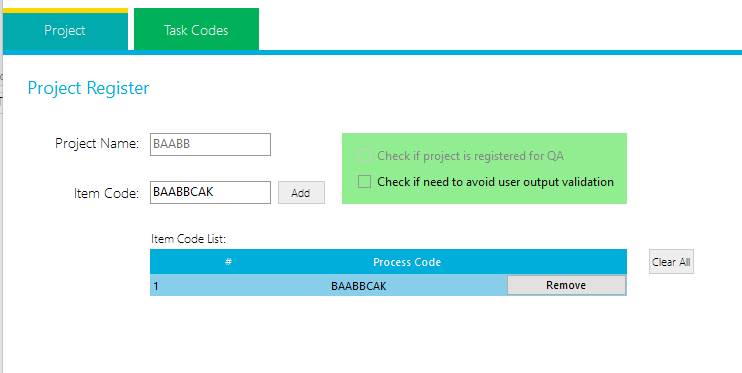 Project Task Codes
Project Register
Project Name: BAABB
Check if project is registered for QA
Check if need to avoid user output validation
Item Code: BAABBCAK Add
Item Code List:
# Process Code
Clear All
1 BAABBCAK Remove